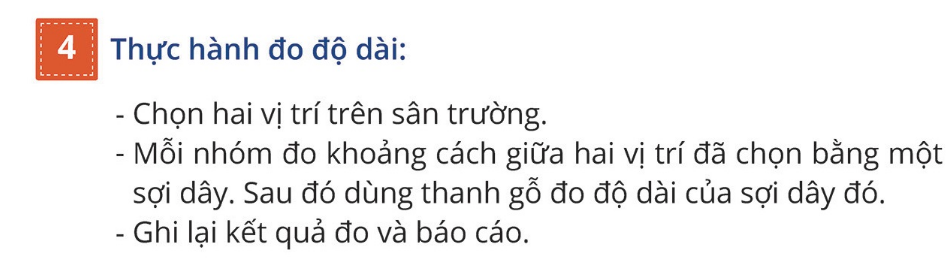 4 Thực hành đo độ dài:
- Chọn hai vị trí trên sân trường.
- Mỗi nhóm đo khoảng cách giữa hai vị trí đã chọn bằng một
sợi dây. Sau đó dùng thanh gỗ đo độ dài của sợi dây đó.
- Ghi lại kết quả đo và báo cáo.